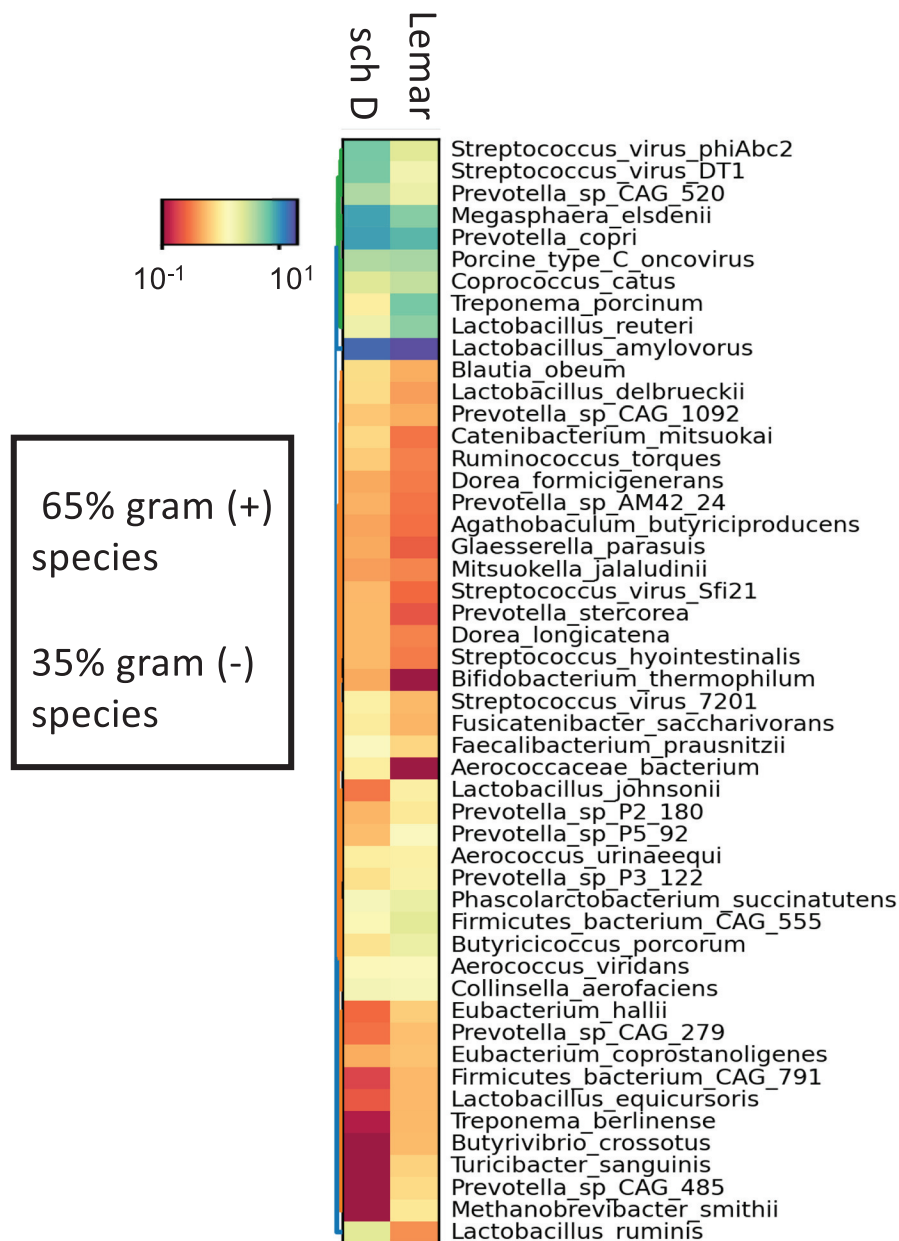 sch D
Lemar
10-1
101
65% gram (+)
species
35% gram (-)
species
Streptococcus_virus_phiAbc2
Streptococcus_virus_DT1
Prevotella_sp_CAG_520
Megasphaera_elsdenii
Prevotella_copri
Porcine_type_C_oncovirus
Coprococcus_catus
Treponema_porcinum
Lactobacillus_reuteri
Lactobacillus_amylovorus
Blautia_obeum
Lactobacillus_delbrueckii
Prevotella_sp_CAG_1092
Catenibacterium_mitsuokai
Ruminococcus_torques
Dorea_formicigenerans
Prevotella_sp_AM42_24
Agathobaculum_butyriciproducens
Glaesserella_parasuis
Mitsuokella_jalaludinii
Streptococcus_virus_Sfi21
Prevotella_stercorea
Dorea_longicatena
Streptococcus_hyointestinalis
Bifidobacterium_thermophilum
Streptococcus_virus_7201
Fusicatenibacter_saccharivorans
Faecalibacterium_prausnitzii
Aerococcaceae_bacterium
Lactobacillus_johnsonii
Prevotella_sp_P2_180
Prevotella_sp_P5_92
Aerococcus_urinaeequi
Prevotella_sp_P3_122
Phascolarctobacterium_succinatutens
Firmicutes_bacterium_CAG_555
Butyricicoccus_porcorum
Aerococcus_viridans
Collinsella_aerofaciens
Eubacterium_hallii
Prevotella_sp_CAG_279
Eubacterium_coprostanoligenes
Firmicutes_bacterium_CAG_791
Lactobacillus_equicursoris
Treponema_berlinense
Butyrivibrio_crossotus
Turicibacter_sanguinis
Prevotella_sp_CAG_485
Methanobrevibacter_smithii
Lactobacillus_ruminis